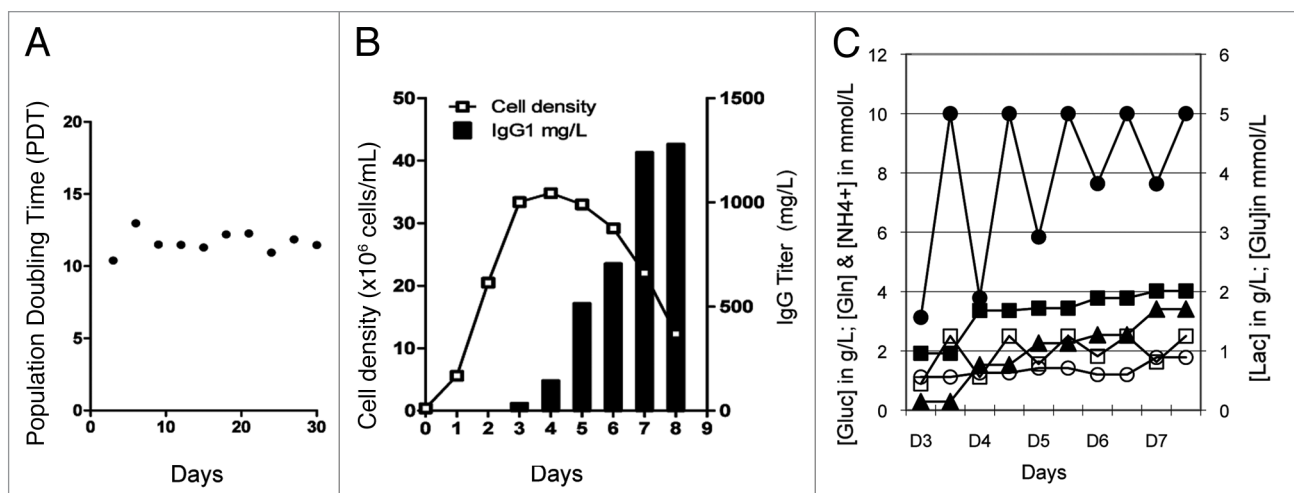 A
Population Doubling Time (PDT)
20
15
10
5
0
0 10 20 30
Days
B
Cell density (x10⁶ cells/mL)
50
40
30
20
10
0
Cell density
IgG1 mg/L
1500
1000
500
0
IgG Titer (mg/L)
0 1 2 3 4 5 6 7 8 9
Days
C
[Gluc] in g/L; [Gln] & [NH4+] in mmol/L
12
10
8
6
4
2
0
6
5
4
3
2
1
0
[Lac] in g/L; [Glu]in mmol/L
D3 D4 D5 D6 D7
Days